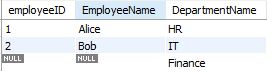 employeeID EmployeeName DepartmentName
1 Alice HR
2 Bob IT
NULL NULL Finance